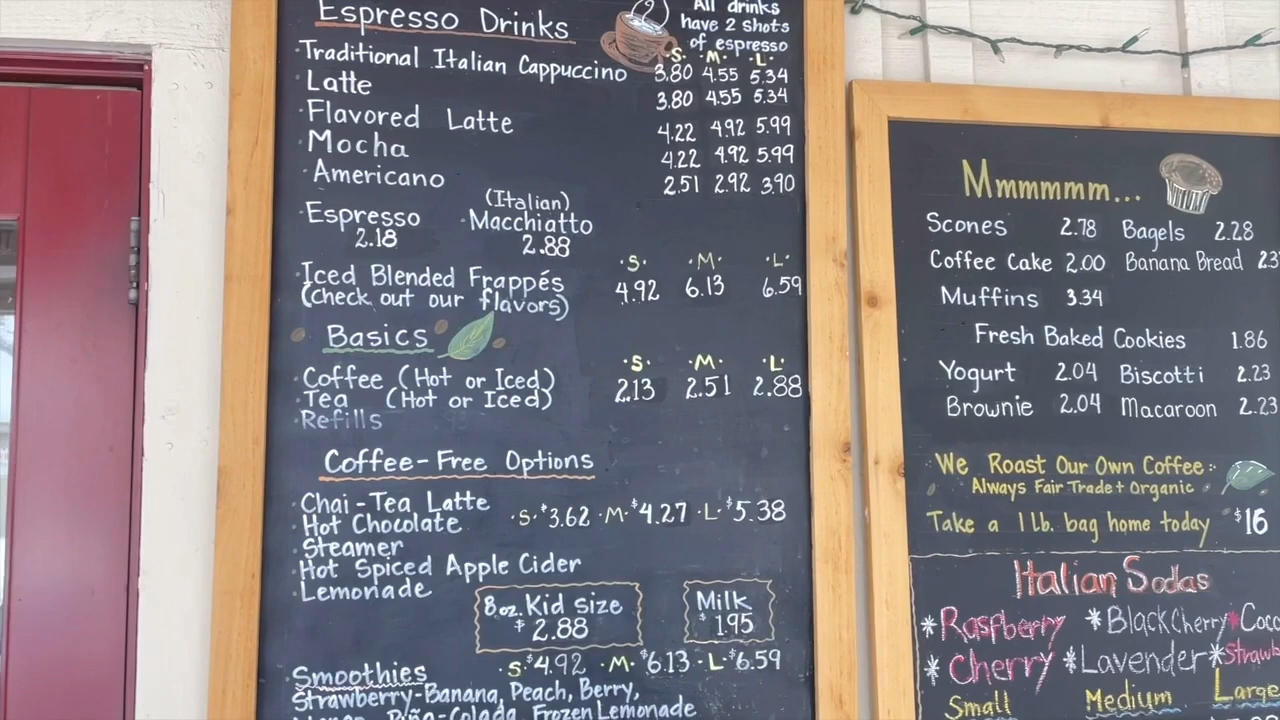 Espresso Drinks
All drinks
have 2 shots
of espresso
·S· ·M· ·L·
·Traditional Italian Cappuccino 3.80 4.55 5.34
·Latte 3.80 4.55 5.34
·Flavored Latte 4.22 4.92 5.99
·Mocha 4.22 4.92 5.99
·Americano 2.51 2.92 3.90
·Espresso
2.18
(Italian)
·Macchiatto
2.88
·S· ·M· ·L·
·Iced Blended Frappés 4.92 6.13 6.59
(check out our flavors)
Basics
·S· ·M· ·L·
·Coffee (Hot or Iced) 2.13 2.51 2.88
·Tea (Hot or Iced)
·Refills
Coffee-Free Options
·Chai-Tea Latte
·Hot Chocolate ·S·$3.62 ·M·$4.27 ·L·$5.38
·Steamer
·Hot Spiced Apple Cider
·Lemonade
8oz. Kid size
$2.88
Milk
$1.95
·Smoothies ·S$4.92 ·M·$6.13 ·L·$6.59
Strawberry-Banana, Peach, Berry,
Piña-Colada, Frozen Lemonade
Mmmmmm...
Scones 2.78 Bagels 2.28
Coffee Cake 2.00 Banana Bread
Muffins 3.34
Fresh Baked Cookies 1.86
Yogurt 2.04 Biscotti 2.23
Brownie 2.04 Macaroon 2.23
We Roast Our Own Coffee
Always Fair Trade + Organic
Take a 1 lb. bag home today $16
Italian Sodas
*Raspberry *Black Cherry *Coco
*Cherry *Lavender *Strawb
Small Medium Large